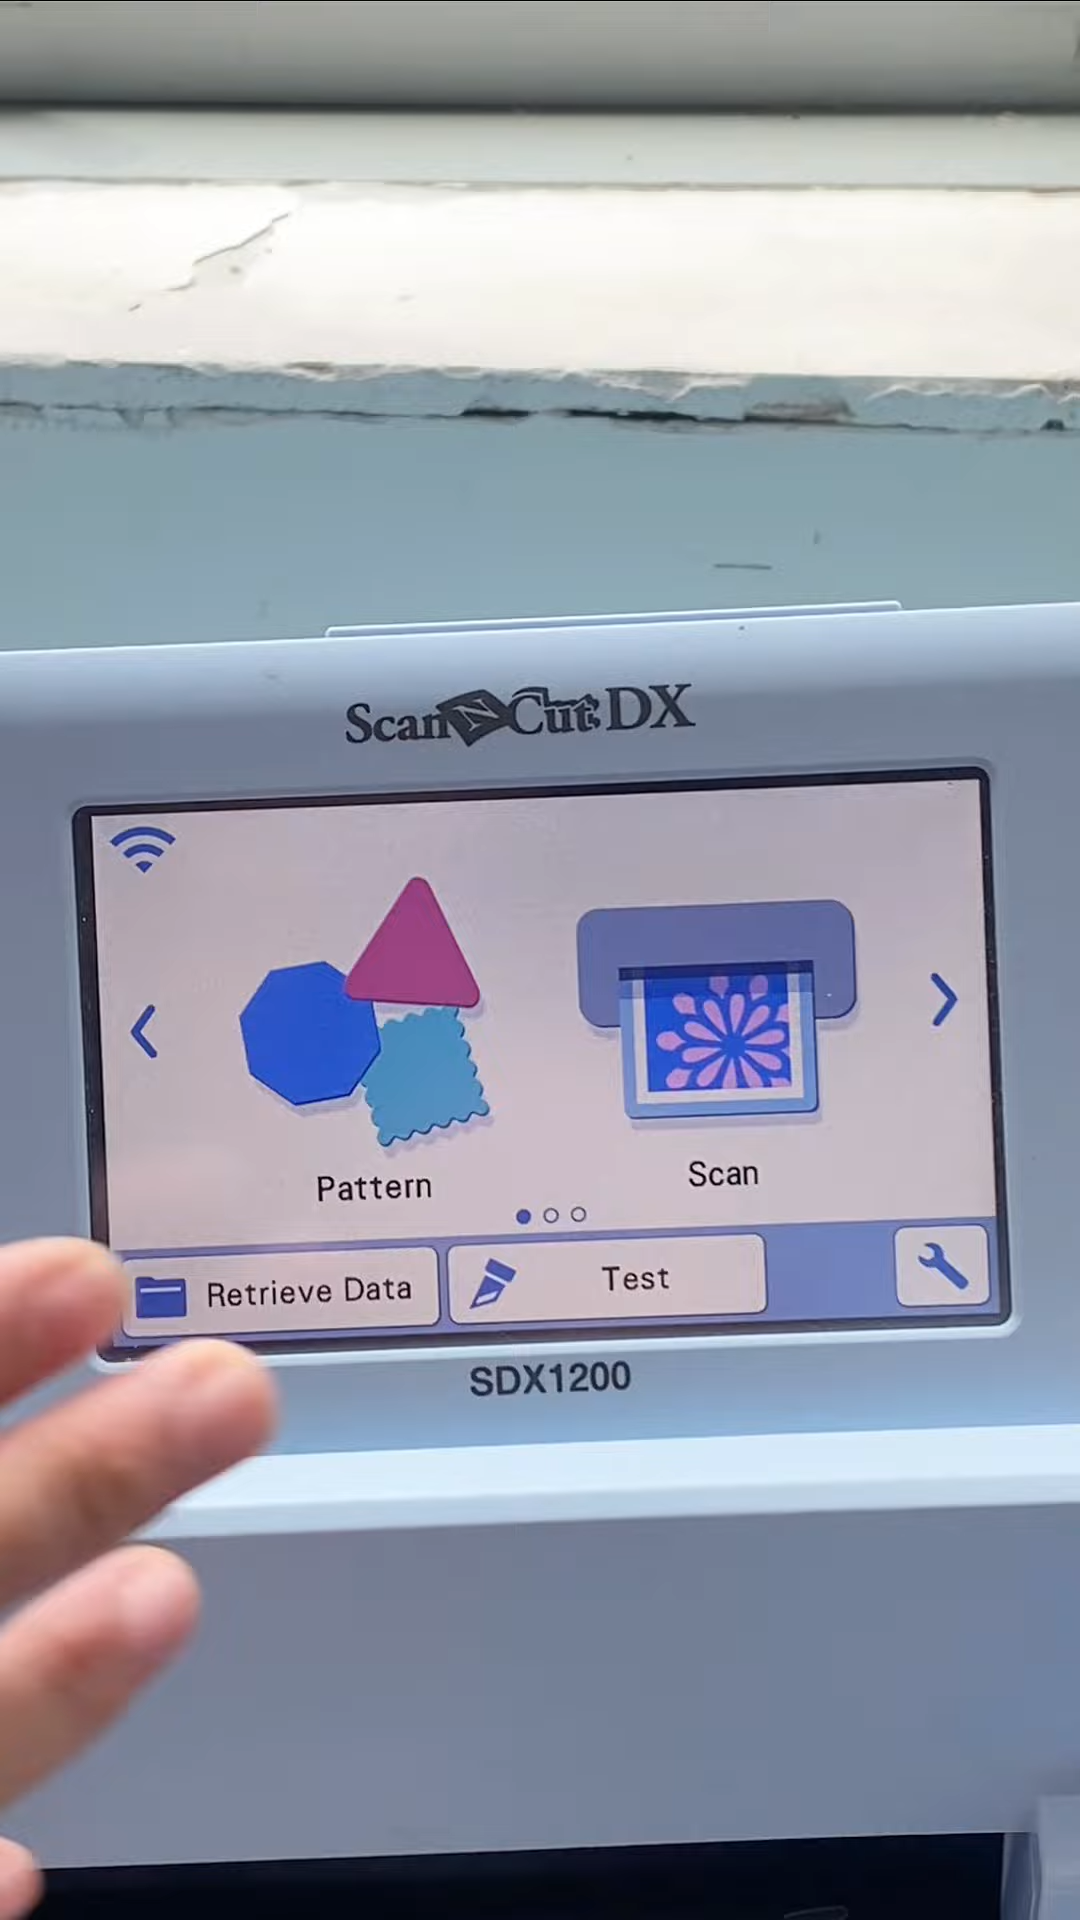 ScanNCut DX
Pattern
Scan
Retrieve Data
Test
SDX1200